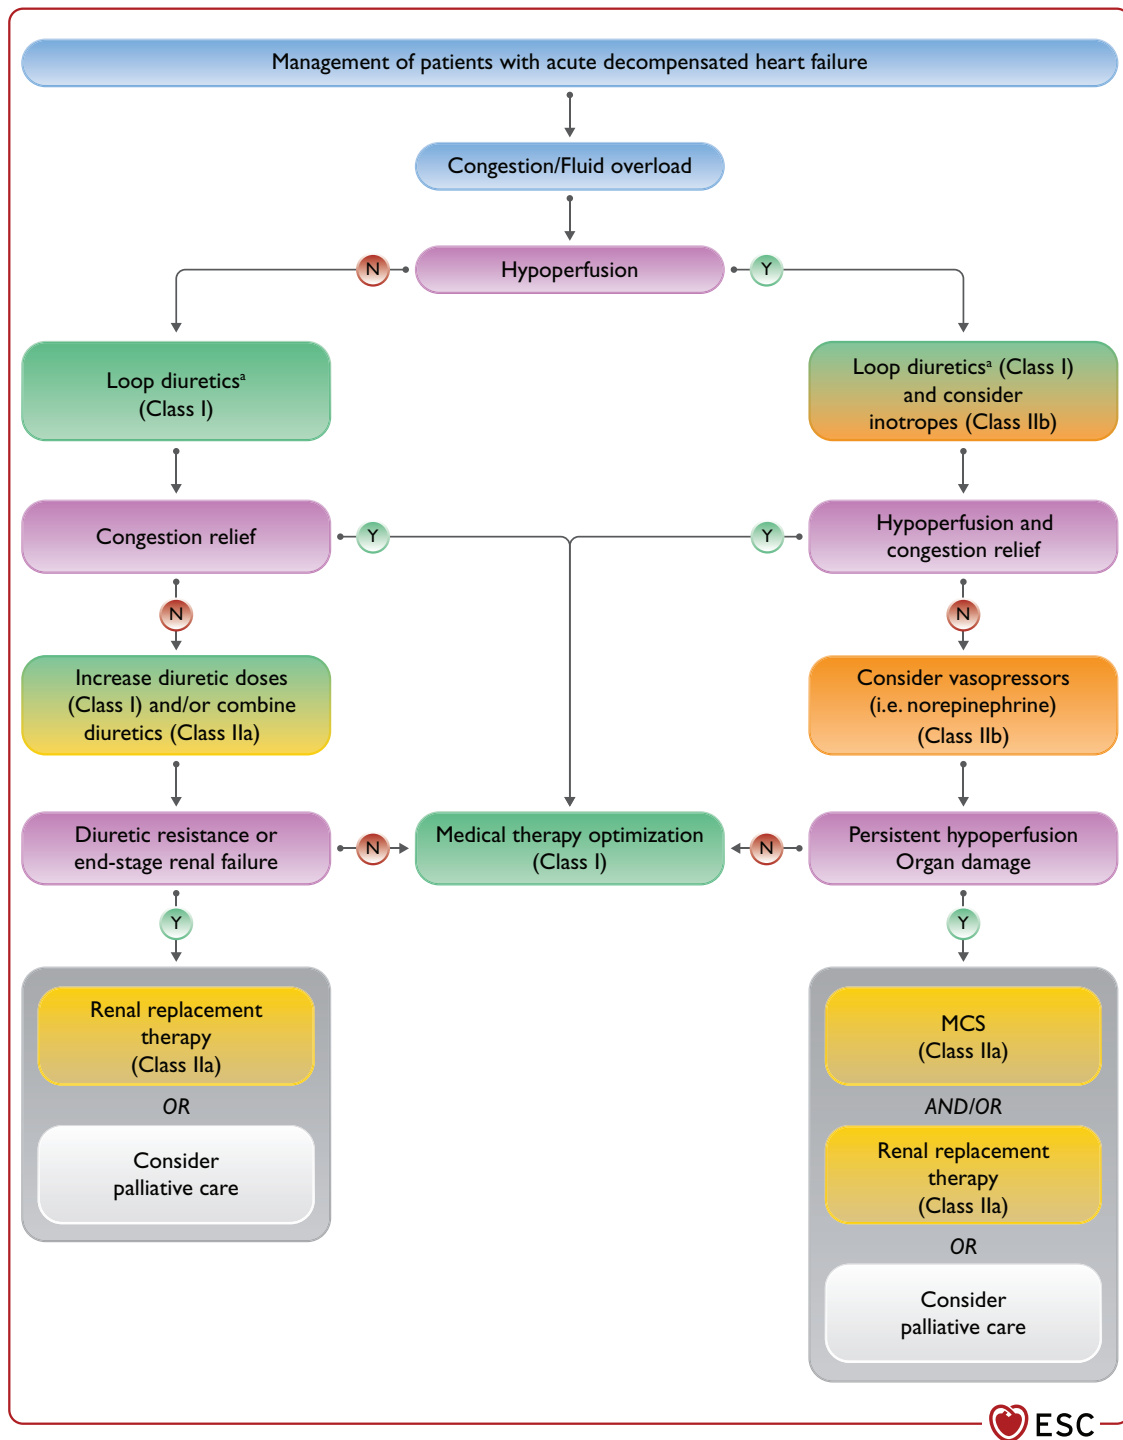 Management of patients with acute decompensated heart failure
Congestion/Fluid overload
Hypoperfusion
N
Y
Loop diureticsᵃ
(Class I)
Loop diureticsᵃ (Class I)
and consider
inotropes (Class IIb)
Congestion relief
Y
Y
Hypoperfusion and
congestion relief
N
N
Increase diuretic doses
(Class I) and/or combine
diuretics (Class IIa)
Consider vasopressors
(i.e. norepinephrine)
(Class IIb)
Diuretic resistance or
end-stage renal failure
N
Medical therapy optimization
(Class I)
N
Persistent hypoperfusion
Organ damage
Y
Y
Renal replacement
therapy
(Class IIa)
OR
Consider
palliative care
MCS
(Class IIa)
AND/OR
Renal replacement
therapy
(Class IIa)
OR
Consider
palliative care
ESC